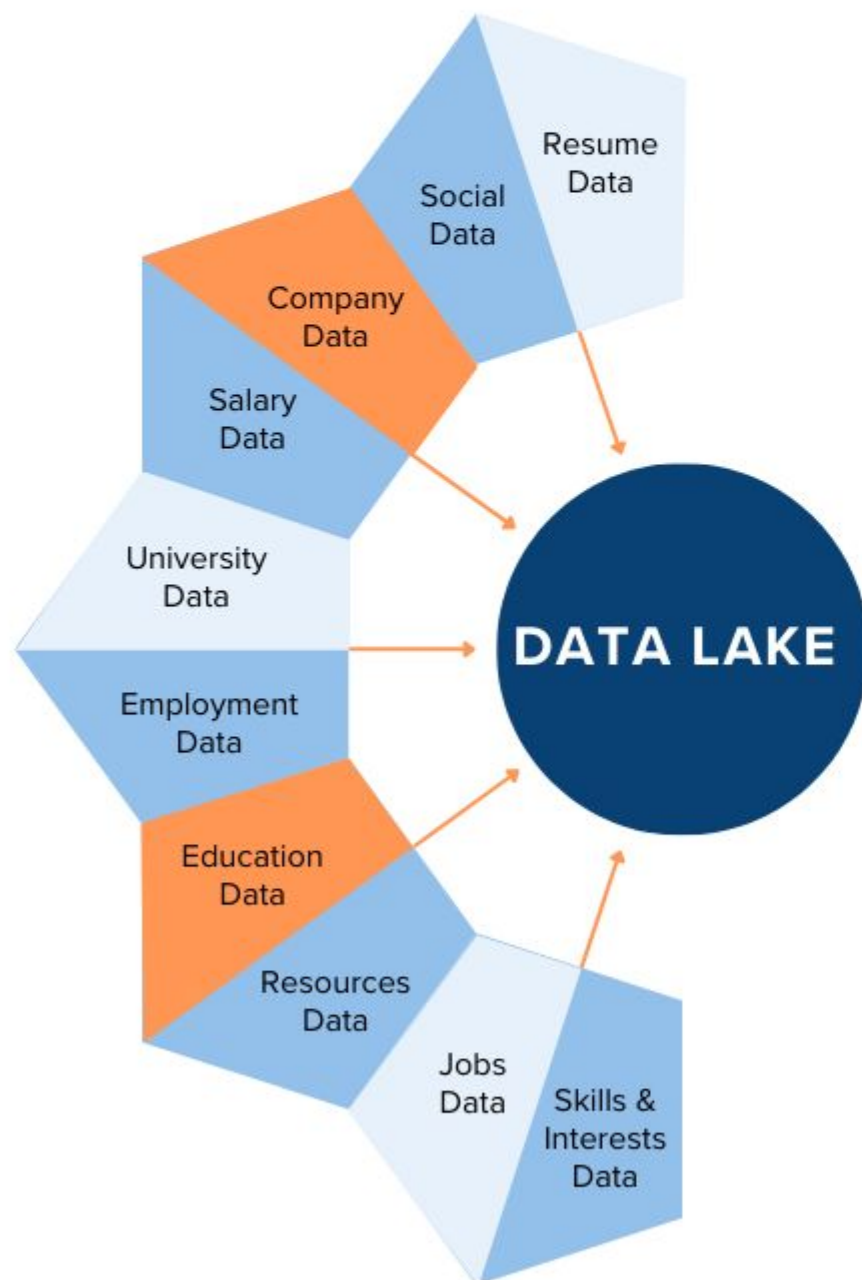 Resume
Data
Social
Data
Company
Data
Salary
Data
University
Data
Employment
Data
Education
Data
Resources
Data
Jobs
Data
Skills &
Interests
Data
DATA LAKE